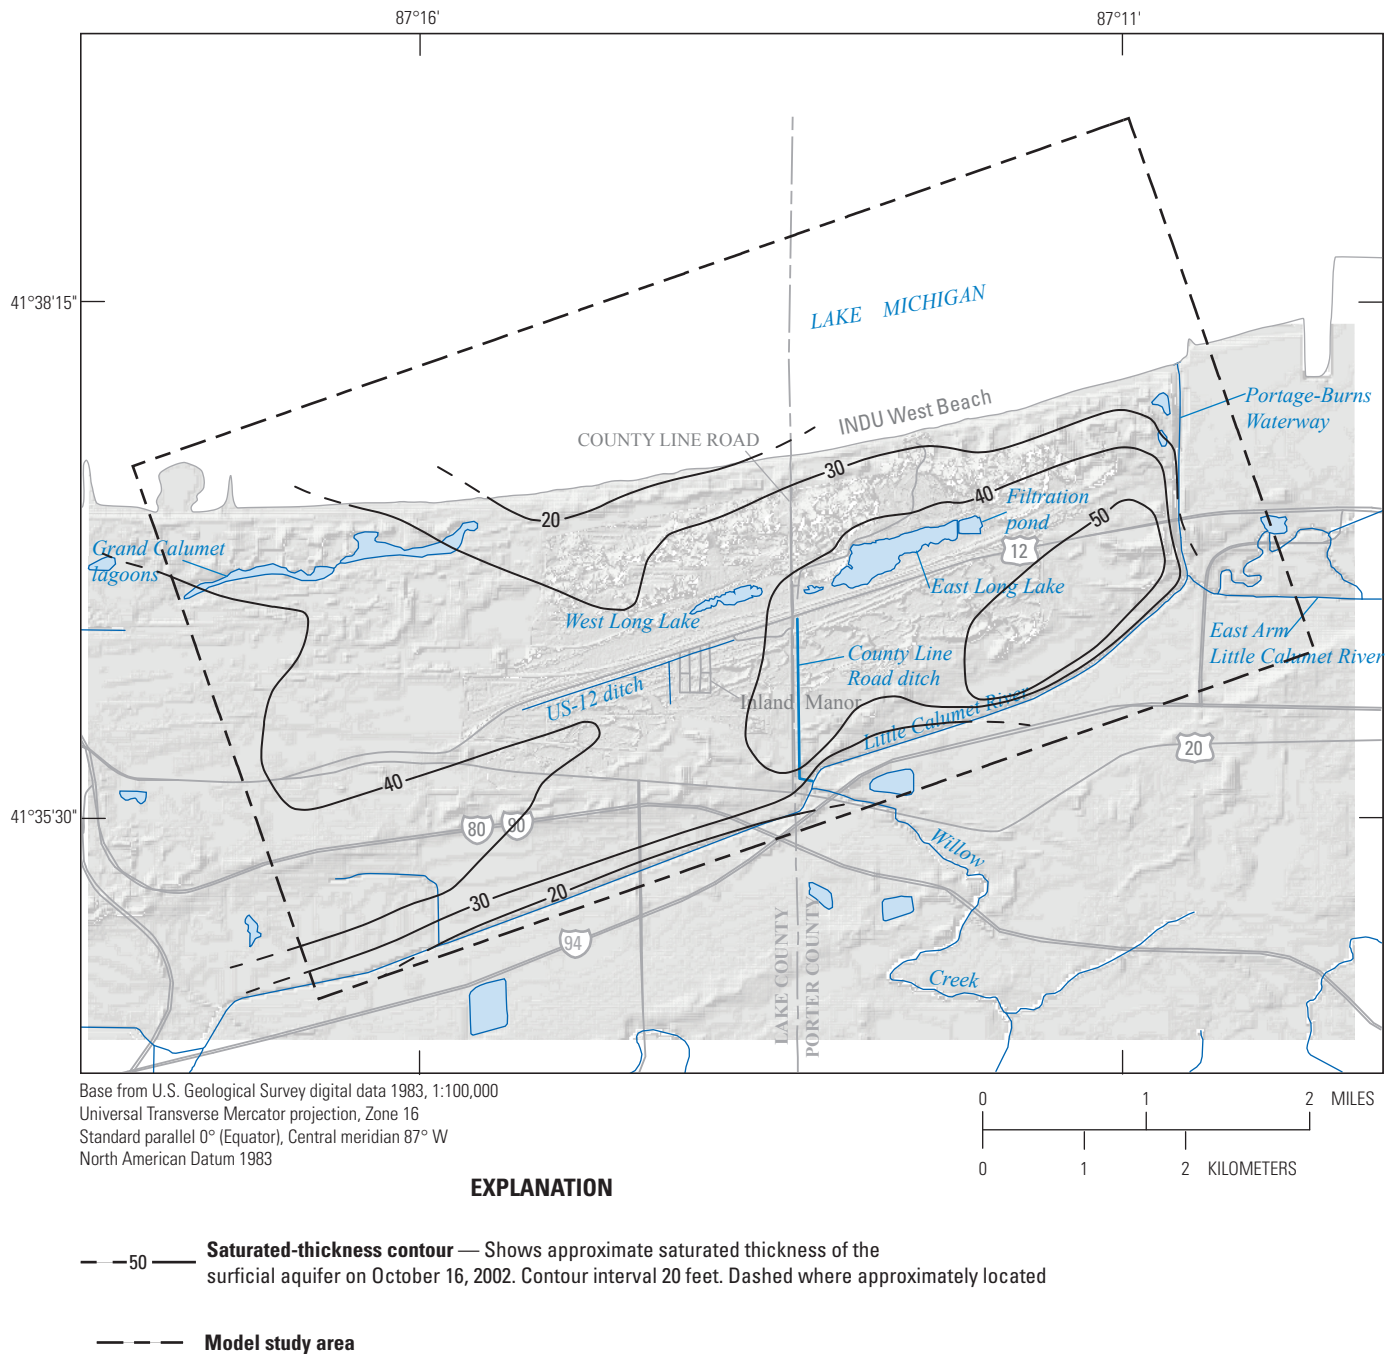 87°16'
87°11'
41°38'15"
LAKE MICHIGAN
Portage-Burns
Waterway
INDU West Beach
COUNTY LINE ROAD
30
20
40
Filtration
pond
50
12
Grand Calumet
lagoons
East Long Lake
West Long Lake
East Arm
Little Calumet River
County Line
Road ditch
US-12 ditch
Inland Manor
Little Calumet River
20
40
41°35'30"
80
90
Willow
30
20
94
LAKE COUNTY
PORTER COUNTY
Creek
Base from U.S. Geological Survey digital data 1983, 1:100,000
Universal Transverse Mercator projection, Zone 16
Standard parallel 0° (Equator), Central meridian 87° W
North American Datum 1983
0 1 2 MILES
0 1 2 KILOMETERS
EXPLANATION
50 Saturated-thickness contour — Shows approximate saturated thickness of the
surficial aquifer on October 16, 2002. Contour interval 20 feet. Dashed where approximately located
Model study area